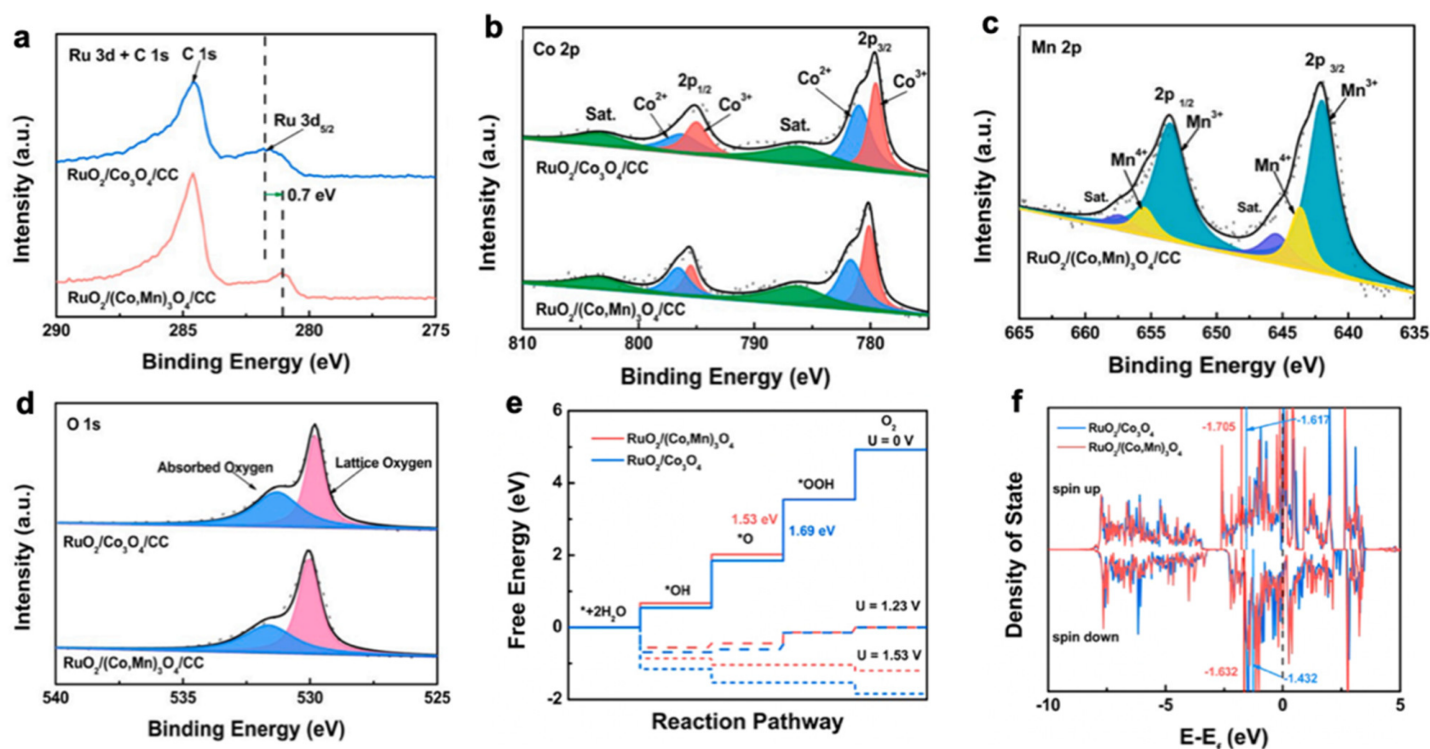 a
Ru 3d + C 1s
C 1s
Ru 3d5/2
RuO2/Co3O4/CC
0.7 eV
RuO2/(Co,Mn)3O4/CC
Intensity (a.u.)
290 285 280 275
Binding Energy (eV)
b
Co 2p
2p3/2
Co2+
Co3+
2p1/2
Co2+
Co3+
Sat.
Sat.
RuO2/Co3O4/CC
RuO2/(Co,Mn)3O4/CC
Intensity (a.u.)
810 800 790 780
Binding Energy (eV)
c
Mn 2p
2p 3/2
Mn3+
2p 1/2
Mn3+
Mn4+
Mn4+
Sat.
Sat.
RuO2/(Co,Mn)3O4/CC
Intensity (a.u.)
665 660 655 650 645 640 635
Binding Energy (eV)
d
O 1s
Absorbed Oxygen
Lattice Oxygen
RuO2/Co3O4/CC
RuO2/(Co,Mn)3O4/CC
Intensity (a.u.)
540 535 530 525
Binding Energy (eV)
e
6
4
2
0
-2
Free Energy (eV)
RuO2/(Co,Mn)3O4
RuO2/Co3O4
O2
U = 0 V
*OOH
1.53 eV
1.69 eV
*O
*OH
*+2H2O
U = 1.23 V
U = 1.53 V
Reaction Pathway
f
-1.705
-1.617
RuO2/Co3O4
RuO2/(Co,Mn)3O4
spin up
spin down
-1.632
-1.432
Density of State
-10 -5 0 5
E-Ef (eV)